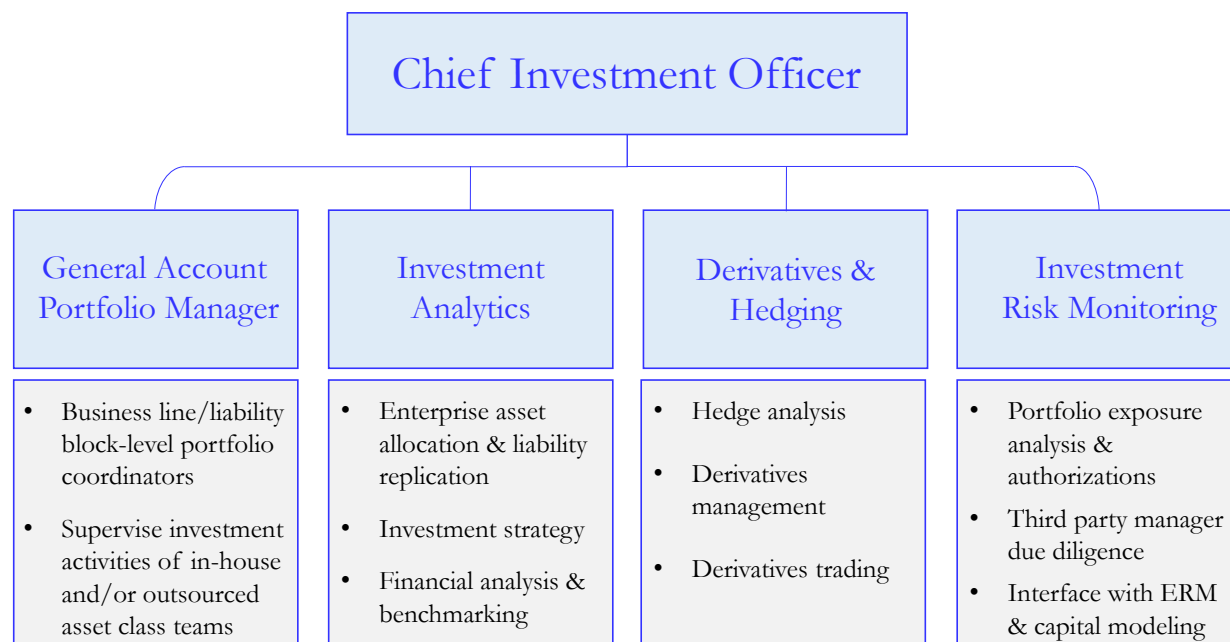 Chief Investment Officer
General Account
Portfolio Manager
Investment
Analytics
Derivatives &
Hedging
Investment
Risk Monitoring
• Business line/liability
block-level portfolio
coordinators
• Supervise investment
activities of in-house
and/or outsourced
asset class teams
• Enterprise asset
allocation & liability
replication
• Investment strategy
• Financial analysis &
benchmarking
• Hedge analysis
• Derivatives
management
• Derivatives trading
• Portfolio exposure
analysis &
authorizations
• Third party manager
due diligence
• Interface with ERM
& capital modeling